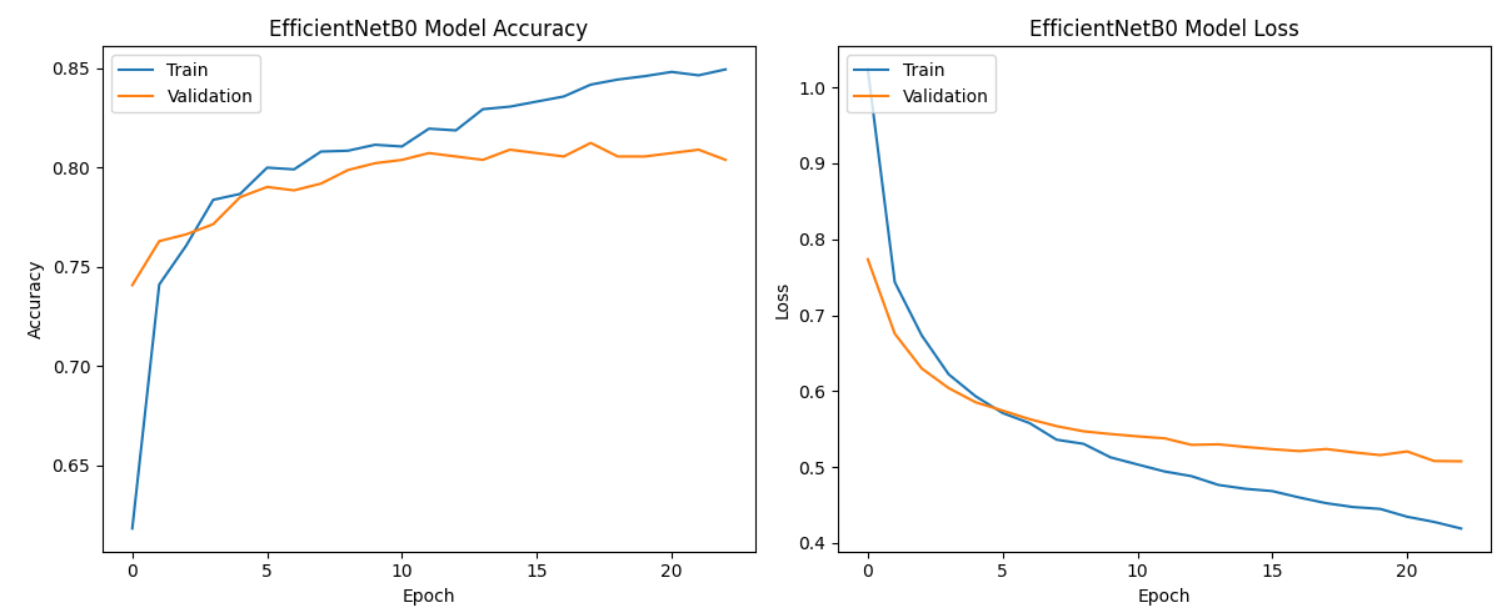 EfficientNetB0 Model Accuracy
Train
Validation
0.85
0.80
0.75
0.70
0.65
Accuracy
0 5 10 15 20
Epoch
EfficientNetB0 Model Loss
Train
Validation
1.0
0.9
0.8
0.7
0.6
0.5
0.4
Loss
0 5 10 15 20
Epoch